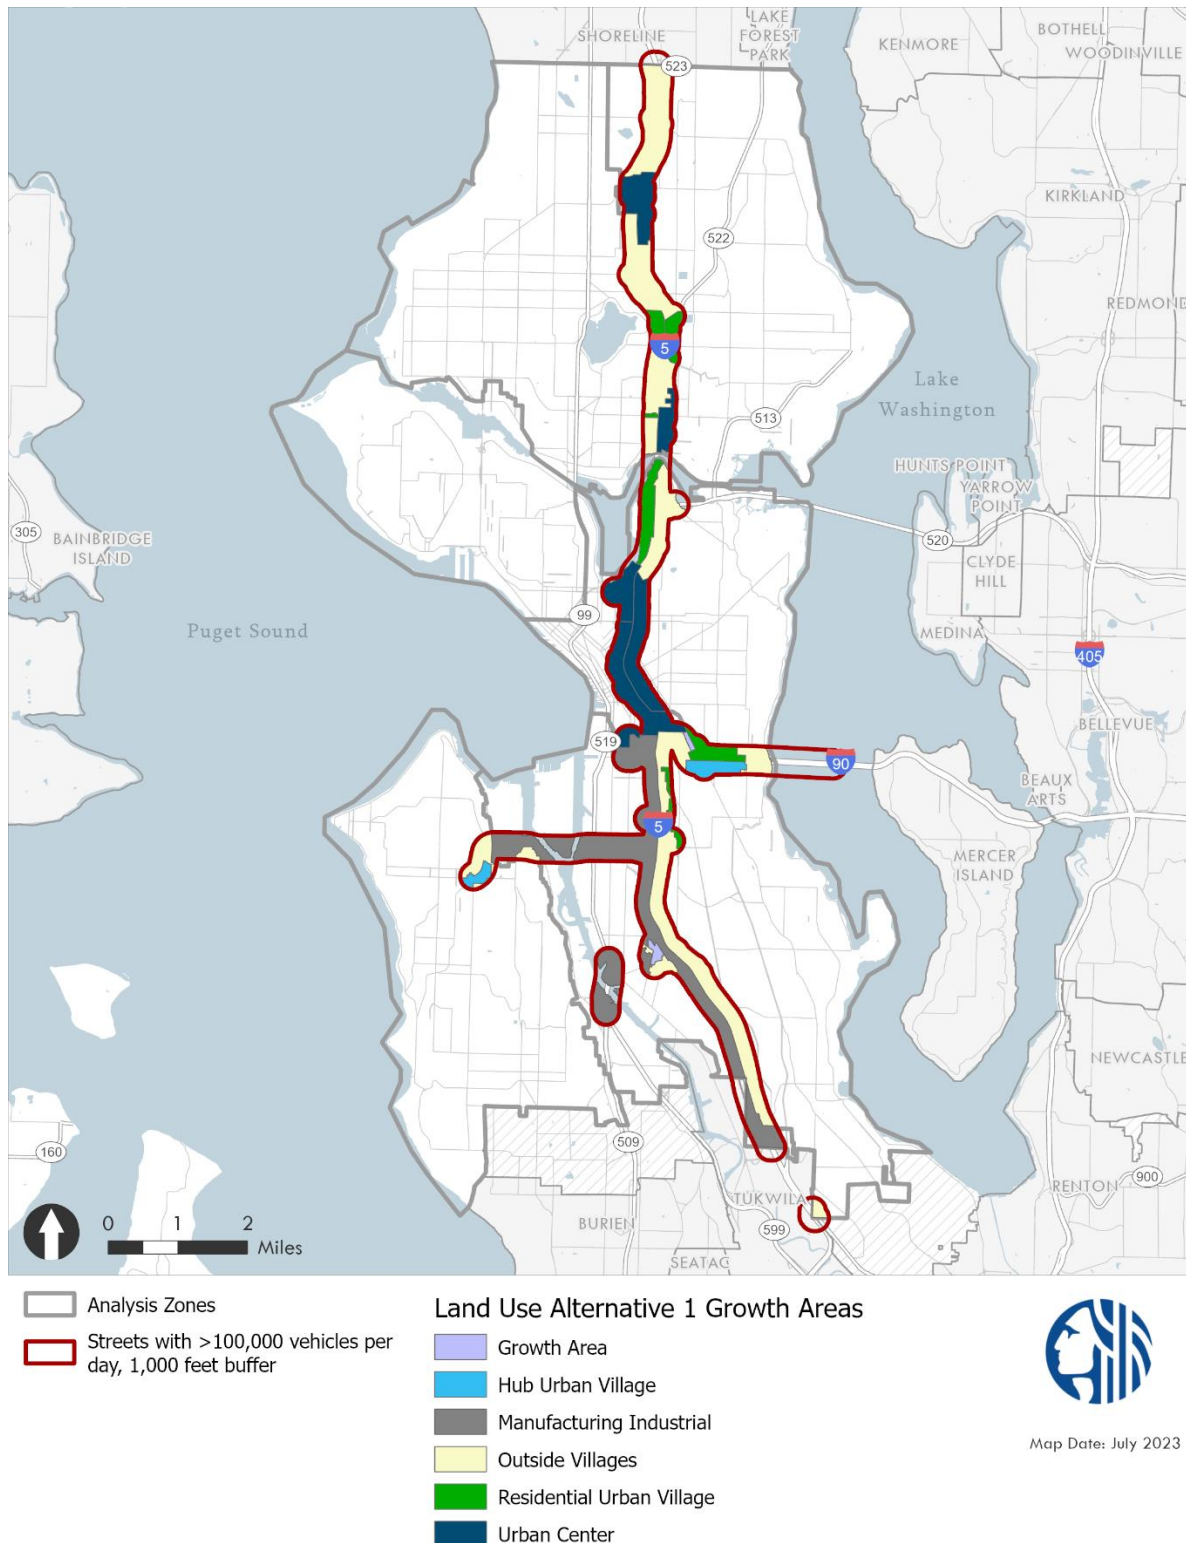 SHORELINE
LAKE
FOREST
PARK
KENMORE
BOTHELL
WOODINVILLE
523
KIRKLAND
522
REDMOND
5
Lake
Washington
513
HUNTS POINT
YARROW
POINT
305
BAINBRIDGE
ISLAND
520
CLYDE
HILL
99
Puget Sound
MEDINA
405
BELLEVUE
519
90
BEAUX
ARTS
5
MERCER
ISLAND
NEWCASTLE
509
160
900
RENTON
TUKWILA
BURIEN
599
SEATAC
0 1 2
Miles
Analysis Zones
Streets with >100,000 vehicles per
day, 1,000 feet buffer
Land Use Alternative 1 Growth Areas
Growth Area
Hub Urban Village
Manufacturing Industrial
Outside Villages
Residential Urban Village
Urban Center
Map Date: July 2023